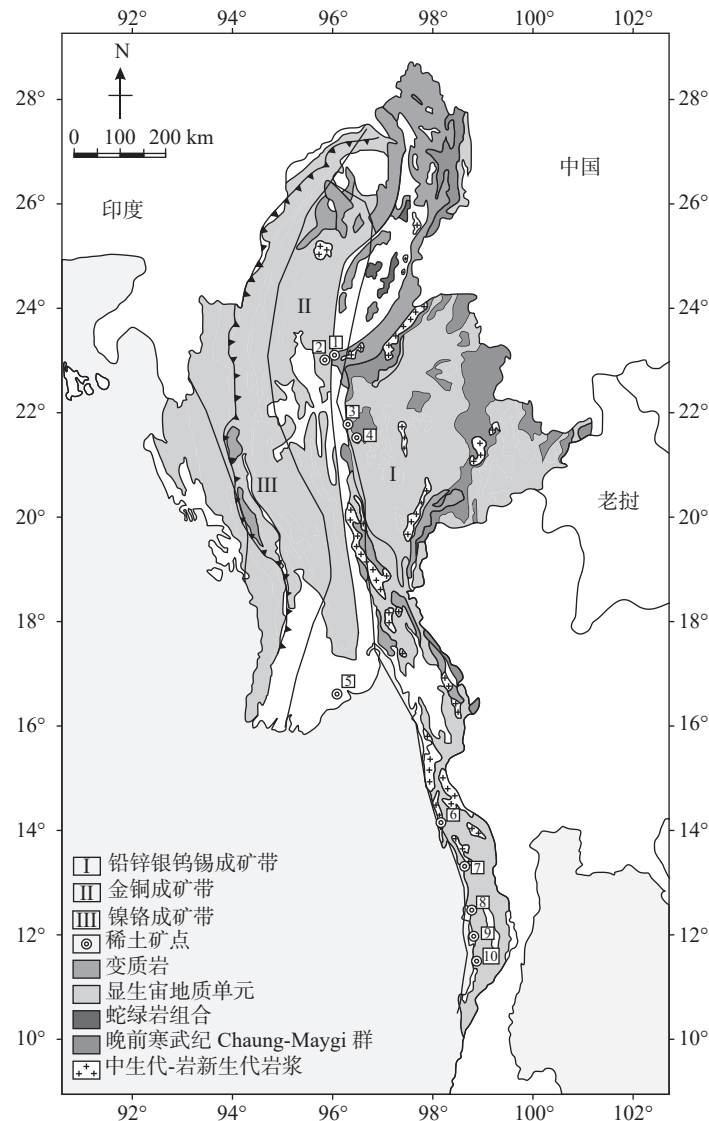 92° 94° 96° 98° 100° 102°
N
0 100 200 km
28° 28°
中国
26° 26°
印度
24° 24°
II
2 1
22° 22°
3
4
I
III
老挝
20° 20°
18° 18°
5
16° 16°
6
14° 14°
7
8
9
10
12° 12°
10° 10°
I 铅锌银钨锡成矿带
II 金铜成矿带
III 镍铬成矿带
稀土矿点
变质岩
显生宙地质单元
蛇绿岩组合
晚前寒武纪 Chaung-Maygi 群
中生代-岩新生代岩浆
92° 94° 96° 98° 100° 102°